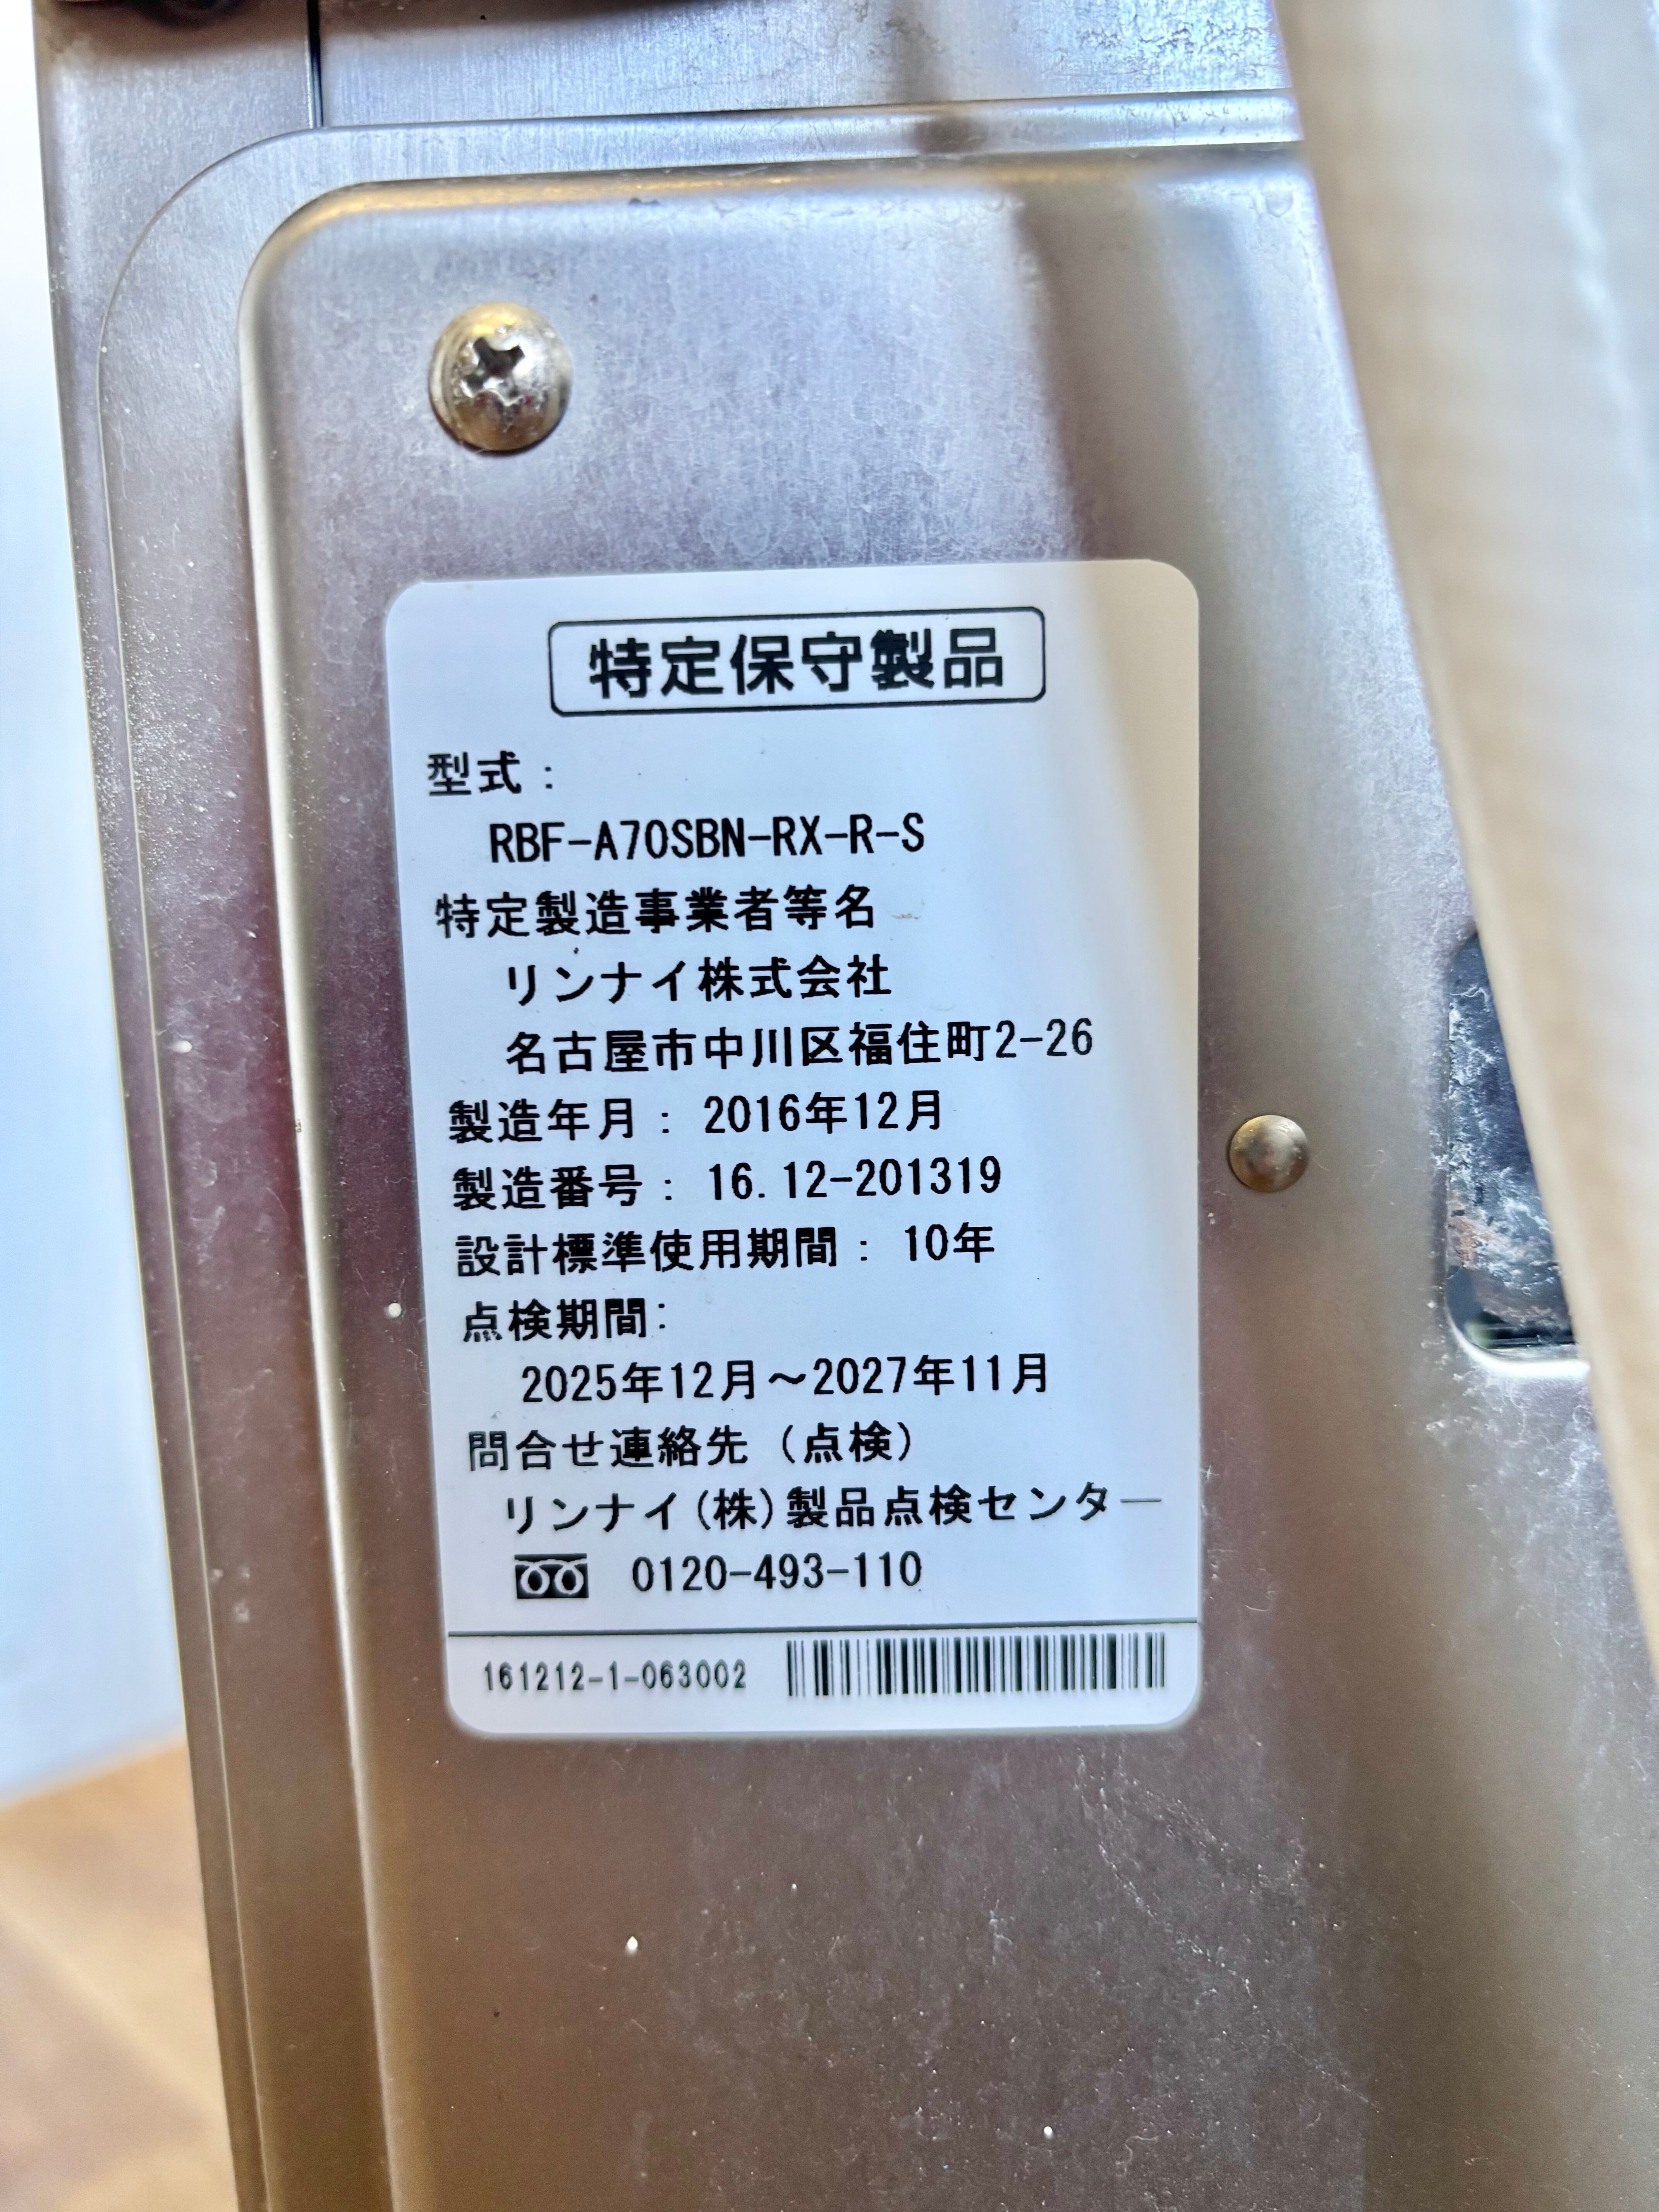 特定保守製品
型式：
RBF-A70SBN-RX-R-S
特定製造事業者等名
リンナイ株式会社
名古屋市中川区福住町2-26
製造年月： 2016年12月
製造番号： 16.12-201319
設計標準使用期間： 10年
点検期間：
2025年12月～2027年11月
問合せ連絡先（点検）
リンナイ(株)製品点検センター
0120-493-110
161212-1-063002